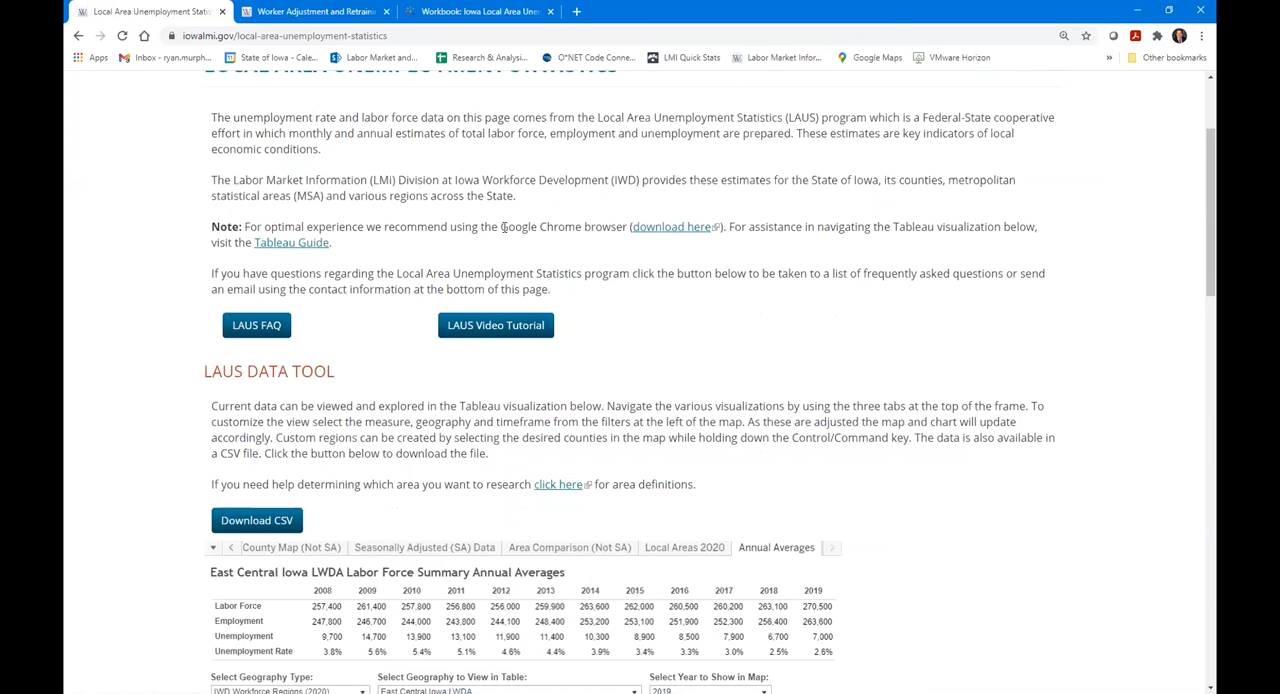 Local Area Unemployment Statist
Worker Adjustment and Retraini
Workbook: Iowa Local Area Une
iowalmi.gov/local-area-unemployment-statistics
Apps
Inbox - ryan.murph...
State of Iowa - Cale...
Labor Market and...
Research & Analysi...
O*NET Code Conne...
LMI Quick Stats
Labor Market Infor...
Google Maps
VMware Horizon
»
Other bookmarks
LOCAL AREA UNEMPLOYMENT STATISTICS
The unemployment rate and labor force data on this page comes from the Local Area Unemployment Statistics (LAUS) program which is a Federal-State cooperative
effort in which monthly and annual estimates of total labor force, employment and unemployment are prepared. These estimates are key indicators of local
economic conditions.
The Labor Market Information (LMi) Division at Iowa Workforce Development (IWD) provides these estimates for the State of Iowa, its counties, metropolitan
statistical areas (MSA) and various regions across the State.
Note: For optimal experience we recommend using the Google Chrome browser (download here). For assistance in navigating the Tableau visualization below,
visit the Tableau Guide.
If you have questions regarding the Local Area Unemployment Statistics program click the button below to be taken to a list of frequently asked questions or send
an email using the contact information at the bottom of this page.
LAUS FAQ
LAUS Video Tutorial
LAUS DATA TOOL
Current data can be viewed and explored in the Tableau visualization below. Navigate the various visualizations by using the three tabs at the top of the frame. To
customize the view select the measure, geography and timeframe from the filters at the left of the map. As these are adjusted the map and chart will update
accordingly. Custom regions can be created by selecting the desired counties in the map while holding down the Control/Command key. The data is also available in
a CSV file. Click the button below to download the file.
If you need help determining which area you want to research click here for area definitions.
Download CSV
County Map (Not SA)
Seasonally Adjusted (SA) Data
Area Comparison (Not SA)
Local Areas 2020
Annual Averages
East Central Iowa LWDA Labor Force Summary Annual Averages
2008 2009 2010 2011 2012 2013 2014 2015 2016 2017 2018 2019
Labor Force 257,400 261,400 257,800 256,800 256,000 259,900 263,600 262,000 260,500 260,200 263,100 270,500
Employment 247,800 246,700 244,000 243,800 244,100 248,400 253,200 253,100 251,900 252,300 256,400 263,600
Unemployment 9,700 14,700 13,900 13,100 11,900 11,400 10,300 8,900 8,500 7,900 6,700 7,000
Unemployment Rate 3.8% 5.6% 5.4% 5.1% 4.6% 4.4% 3.9% 3.4% 3.3% 3.0% 2.5% 2.6%
Select Geography Type:
Select Geography to View in Table:
Select Year to Show in Map:
IWD Workforce Regions (2020)
East Central Iowa LWDA
2019